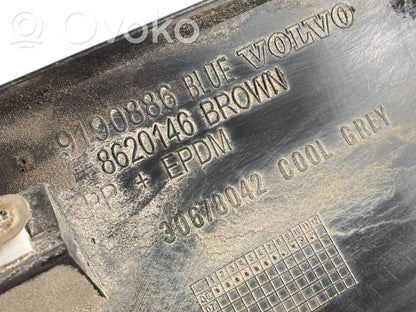 Ovoko
9190886 BLUE VOLVO
8620146 BROWN
PP + EPDM
30678042 COOL GREY